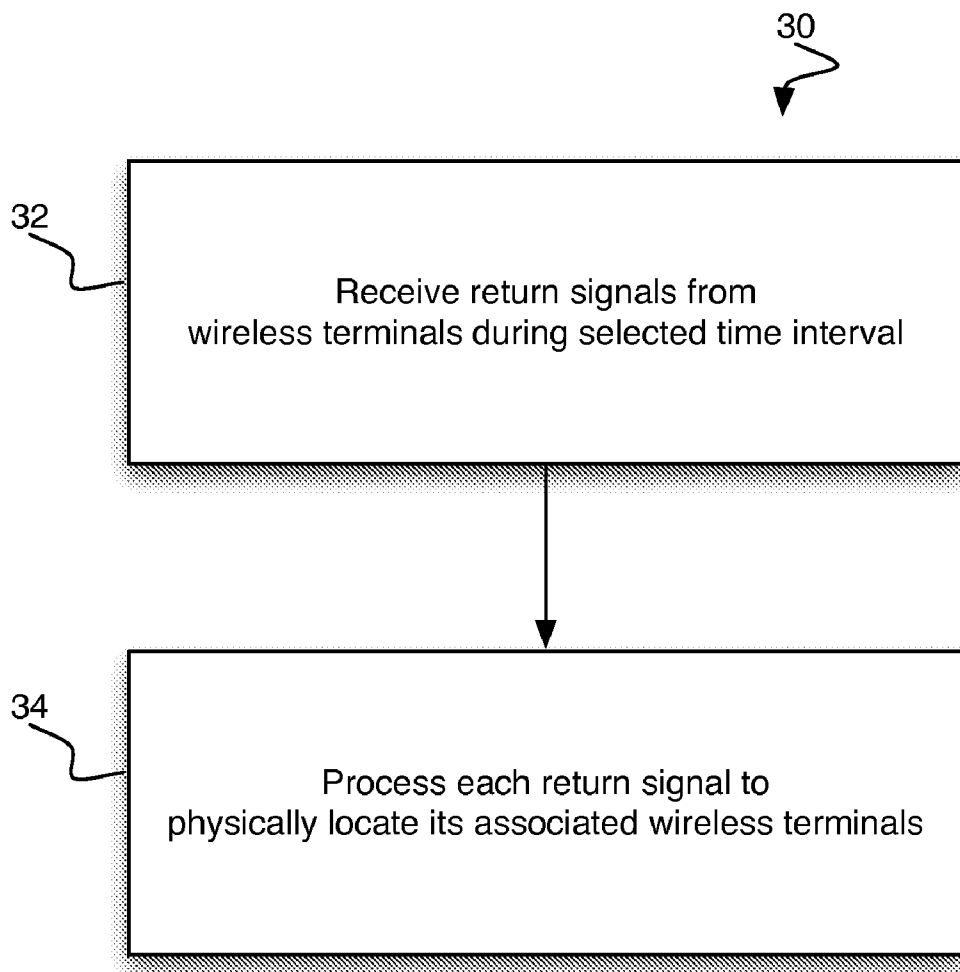 30
32
Receive return signals from
wireless terminals during selected time interval
34
Process each return signal to
physically locate its associated wireless terminals